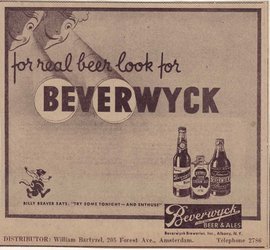 for real beer look for
BEVERWYCK
BILLY BEAVER SAYS, "TRY SOME TONIGHT—AND ENTHUSE"
Beverwyck
BEER & ALES
Beverwyck Breweries, Inc., Albany, N. Y.
DISTRIBUTOR: William Bartyzel, 205 Forest Ave., Amsterdam. Telephone 2786